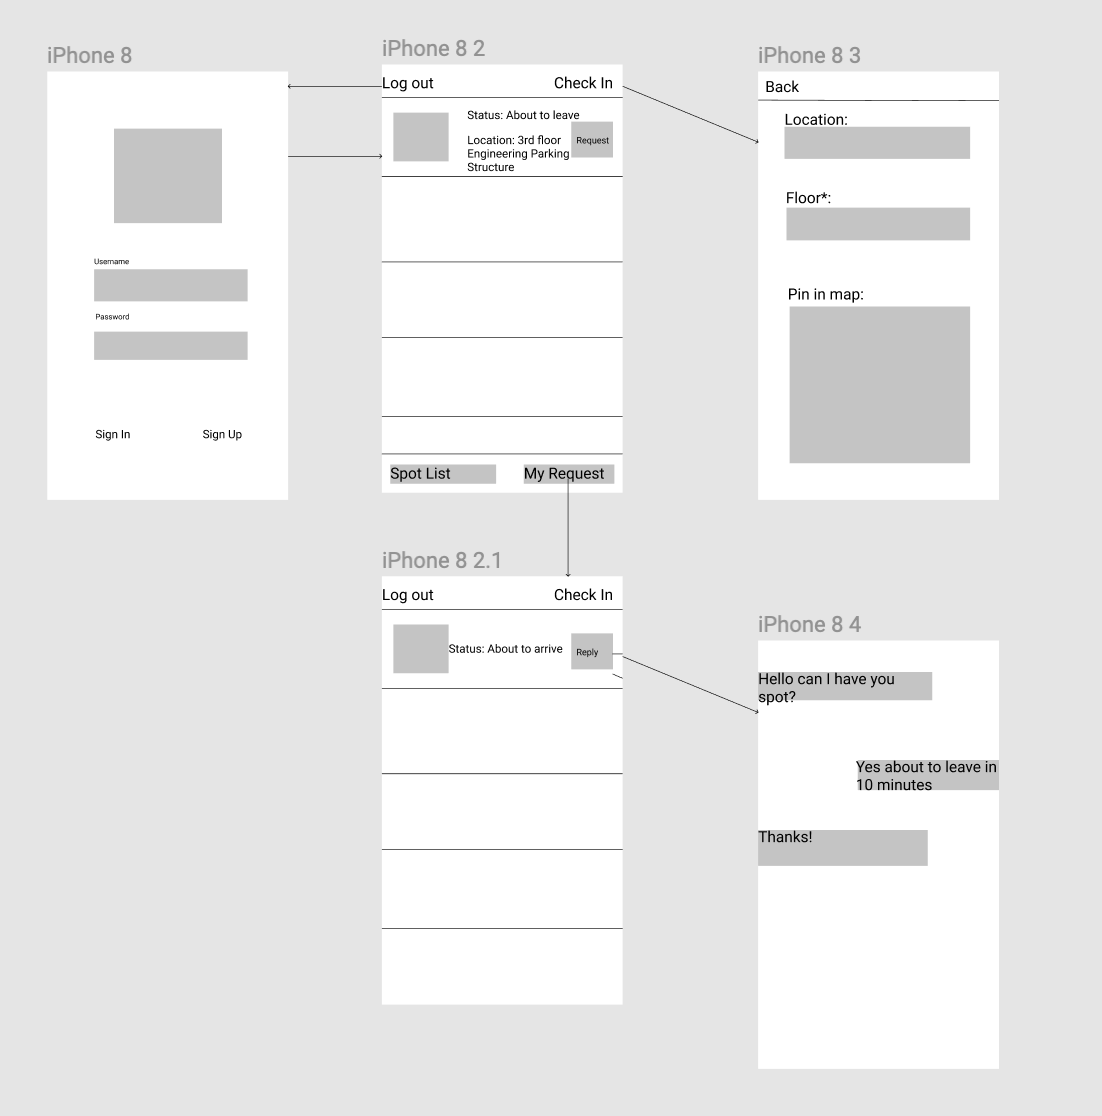 iPhone 8
Username
Password
Sign In
Sign Up
iPhone 8 2
Log out
Check In
Status: About to leave
Location: 3rd floor
Engineering Parking
Structure
Request
Spot List
My Request
iPhone 8 3
Back
Location:
Floor*:
Pin in map:
iPhone 8 2.1
Log out
Check In
Status: About to arrive
Reply
iPhone 8 4
Hello can I have you
spot?
Yes about to leave in
10 minutes
Thanks!